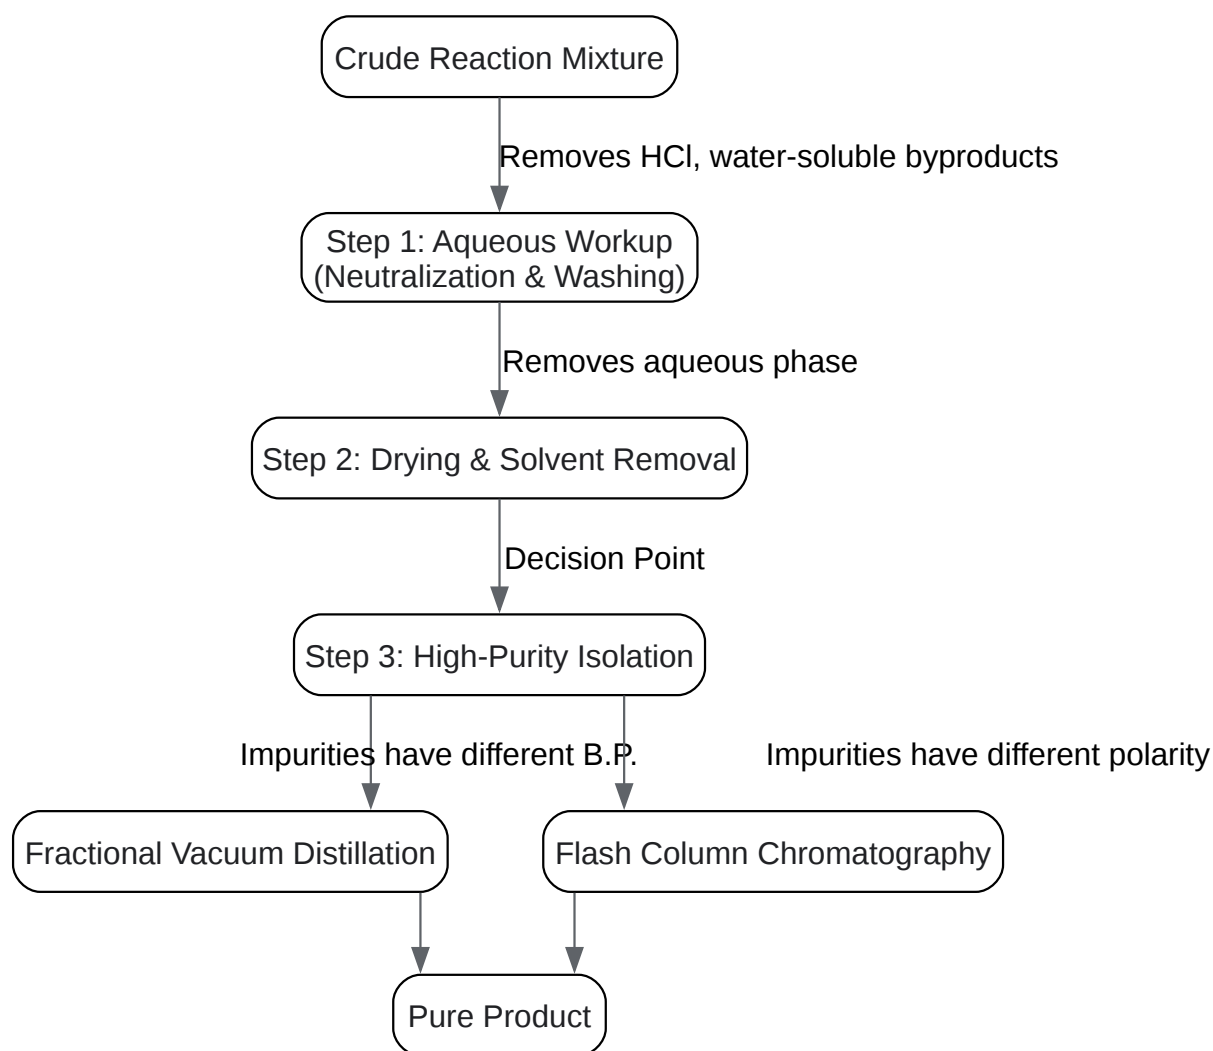 Crude Reaction Mixture
Removes HCl, water-soluble byproducts
Step 1: Aqueous Workup
(Neutralization & Washing)
Removes aqueous phase
Step 2: Drying & Solvent Removal
Decision Point
Step 3: High-Purity Isolation
Impurities have different B.P.
Impurities have different polarity
Fractional Vacuum Distillation
Flash Column Chromatography
Pure Product